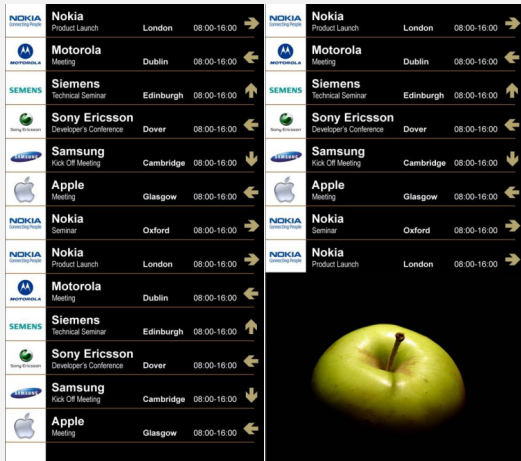 NOKIA
Connecting People
Nokia
Product Launch London 08:00-16:00
MOTOROLA
Motorola
Meeting Dublin 08:00-16:00
SIEMENS
Siemens
Technical Seminar Edinburgh 08:00-16:00
Sony Ericsson
Sony Ericsson
Developer's Conference Dover 08:00-16:00
SAMSUNG
Samsung
Kick Off Meeting Cambridge 08:00-16:00
Apple
Meeting Glasgow 08:00-16:00
NOKIA
Connecting People
Nokia
Seminar Oxford 08:00-16:00
NOKIA
Connecting People
Nokia
Product Launch London 08:00-16:00
MOTOROLA
Motorola
Meeting Dublin 08:00-16:00
SIEMENS
Siemens
Technical Seminar Edinburgh 08:00-16:00
Sony Ericsson
Sony Ericsson
Developer's Conference Dover 08:00-16:00
SAMSUNG
Samsung
Kick Off Meeting Cambridge 08:00-16:00
Apple
Meeting Glasgow 08:00-16:00
NOKIA
Connecting People
Nokia
Product Launch London 08:00-16:00
MOTOROLA
Motorola
Meeting Dublin 08:00-16:00
SIEMENS
Siemens
Technical Seminar Edinburgh 08:00-16:00
Sony Ericsson
Sony Ericsson
Developer's Conference Dover 08:00-16:00
SAMSUNG
Samsung
Kick Off Meeting Cambridge 08:00-16:00
Apple
Meeting Glasgow 08:00-16:00
NOKIA
Connecting People
Nokia
Seminar Oxford 08:00-16:00
NOKIA
Connecting People
Nokia
Product Launch London 08:00-16:00